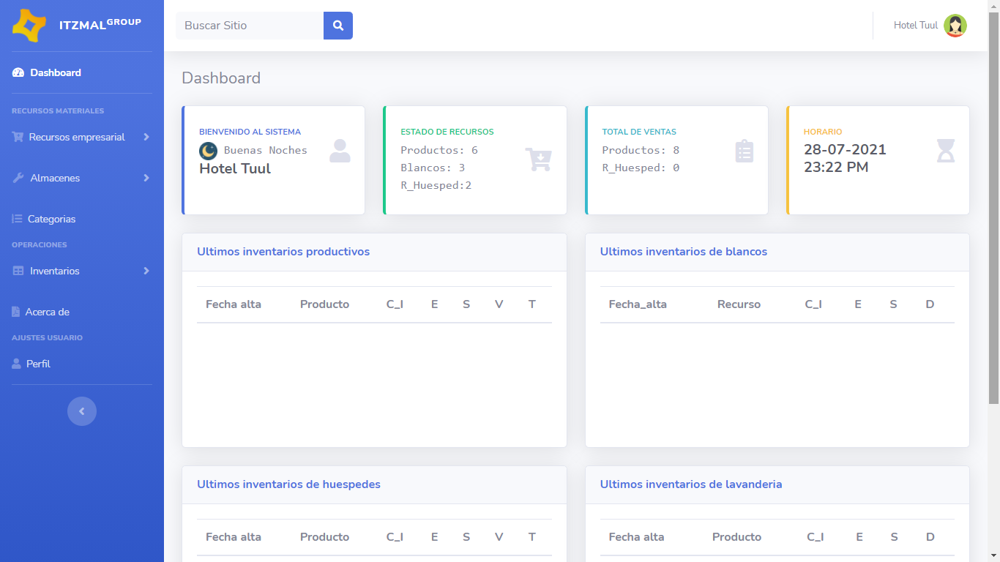 ITZMALGROUP
Dashboard
RECURSOS MATERIALES
Recursos empresarial
Almacenes
Categorias
OPERACIONES
Inventarios
Acerca de
AJUSTES USUARIO
Perfil
Buscar Sitio
Hotel Tuul
Dashboard
BIENVENIDO AL SISTEMA
Buenas Noches
Hotel Tuul
ESTADO DE RECURSOS
Productos: 6
Blancos: 3
R_Huesped:2
TOTAL DE VENTAS
Productos: 8
R_Huesped: 0
HORARIO
28-07-2021
23:22 PM
Ultimos inventarios productivos
Fecha alta Producto C_I E S V T
Ultimos inventarios de blancos
Fecha_alta Recurso C_I E S D
Ultimos inventarios de huespedes
Fecha alta Producto C_I E S V T
Ultimos inventarios de lavanderia
Fecha alta Producto C_I E S D